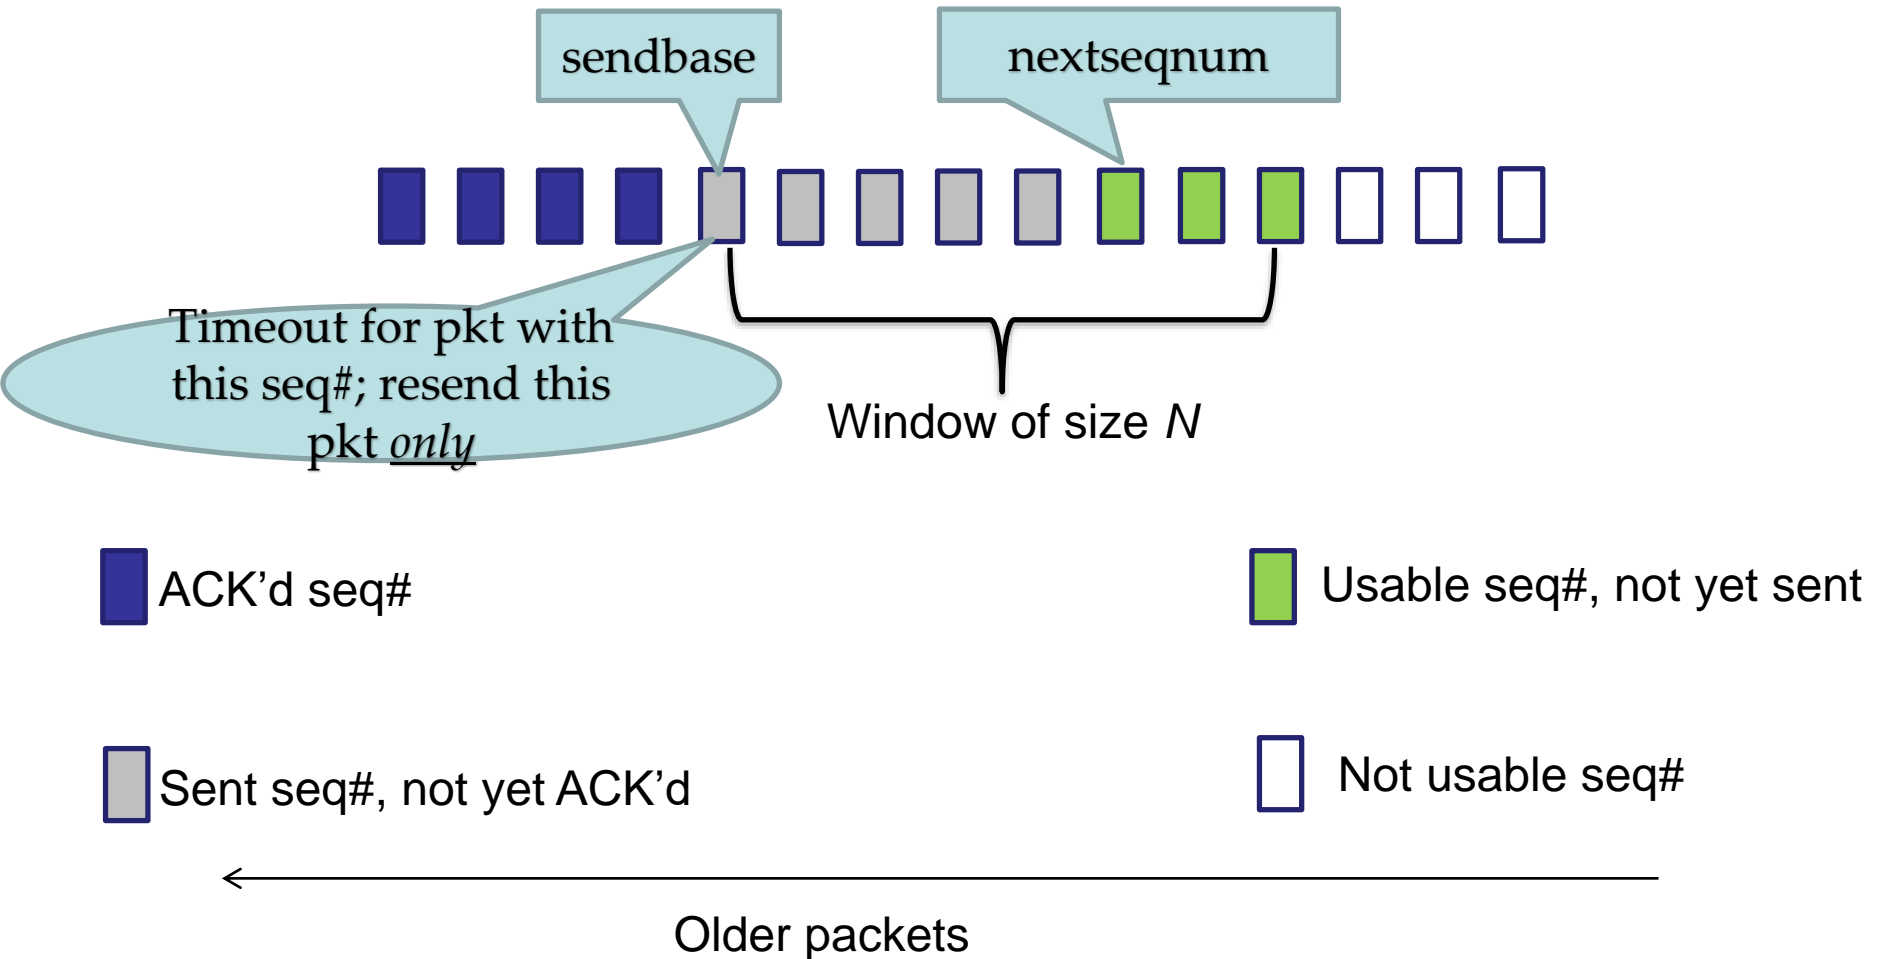 sendbase
nextseqnum
Timeout for pkt with
this seq#; resend this
pkt only
Window of size N
ACK’d seq#
Usable seq#, not yet sent
Sent seq#, not yet ACK’d
Not usable seq#
Older packets